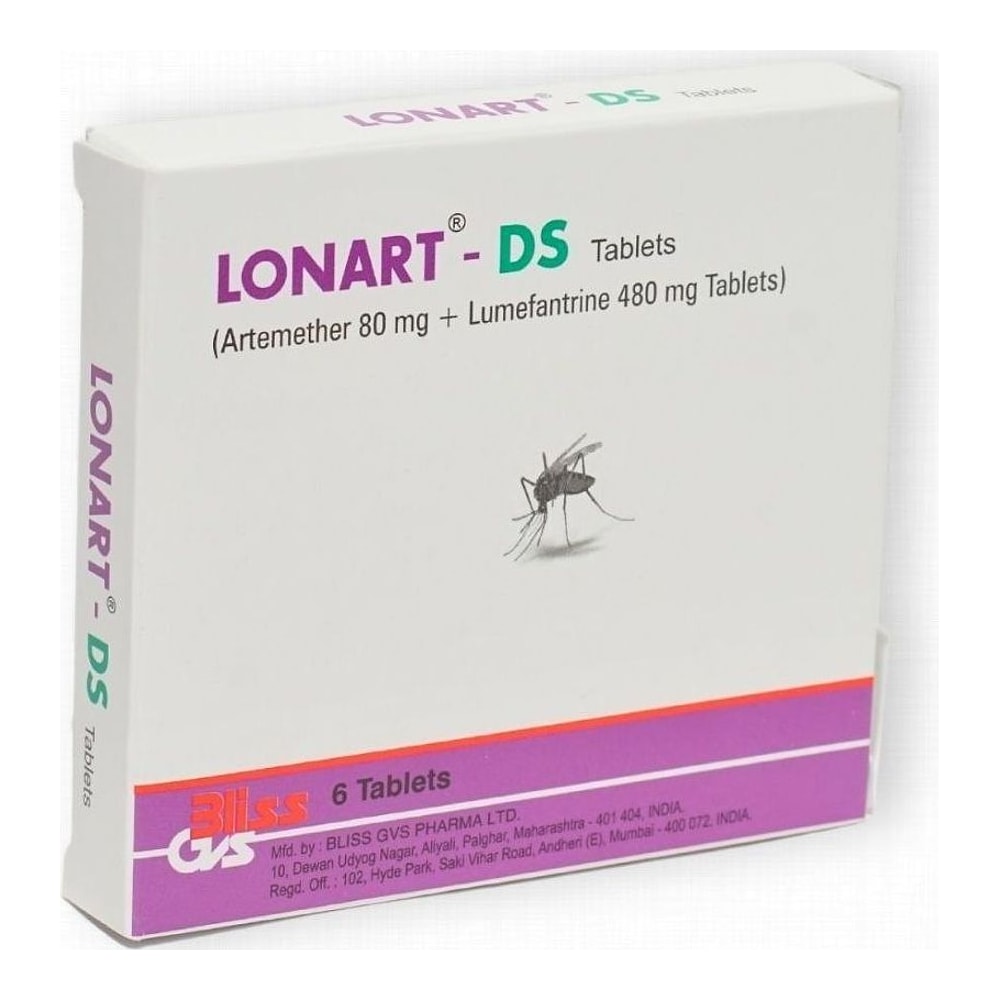 LONART® - DS Tablets
LONART® - DS Tablets
(Artemether 80 mg + Lumefantrine 480 mg Tablets)
LONART® - DS Tablets
Bliss
GVS
6 Tablets
Mfd. by : BLISS GVS PHARMA LTD.
10, Dewan Udyog Nagar, Aliyali, Palghar, Maharashtra - 401 404, INDIA.
Regd. Off. : 102, Hyde Park, Saki Vihar Road, Andheri (E), Mumbai - 400 072, INDIA.